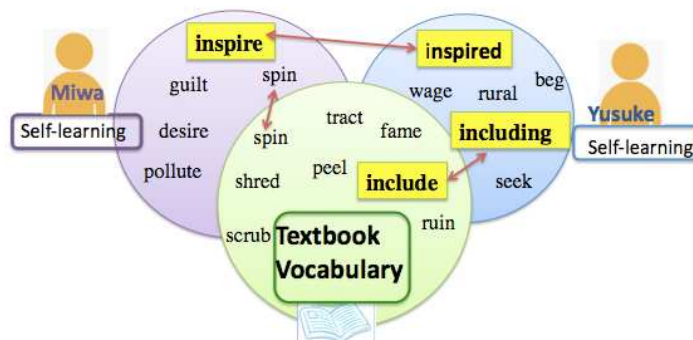 inspire
inspired
guilt
spin
Miwa
Self-learning
desire
pollute
wage
rural
beg
including
seek
Yusuke
Self-learning
spin
tract
fame
shred
peel
include
scrub
ruin
Textbook
Vocabulary